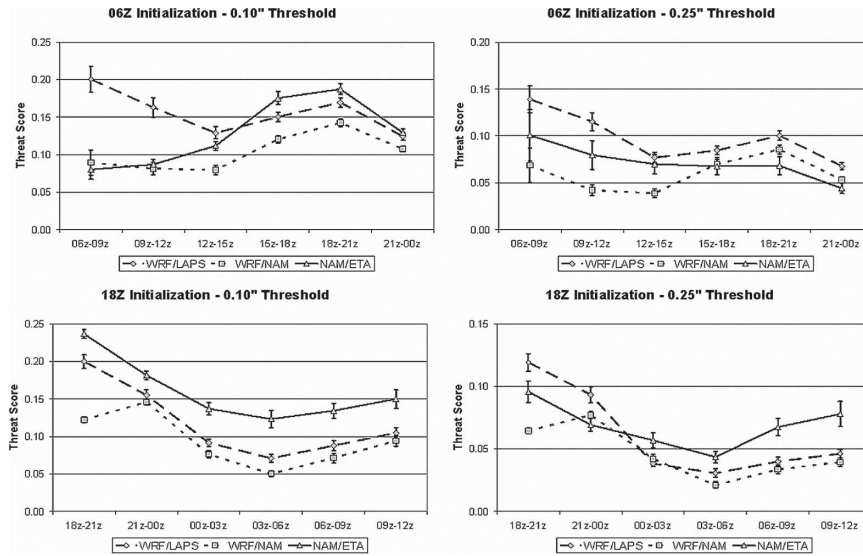 06Z Initialization - 0.10" Threshold
0.25
0.20
0.15
0.10
0.05
0.00
Threat Score
06z-09z 09z-12z 12z-15z 15z-18z 18z-21z 21z-00z
WRF/LAPS WRF/NAM NAM/ETA
06Z Initialization - 0.25" Threshold
0.20
0.15
0.10
0.05
0.00
Threat Score
06z-09z 09z-12z 12z-15z 15z-18z 18z-21z 21z-00z
WRF/LAPS WRF/NAM NAM/ETA
18Z Initialization - 0.10" Threshold
0.25
0.20
0.15
0.10
0.05
0.00
Threat Score
18z-21z 21z-00z 00z-03z 03z-06z 06z-09z 09z-12z
WRF/LAPS WRF/NAM NAM/ETA
18Z Initialization - 0.25" Threshold
0.15
0.10
0.05
0.00
Threat Score
18z-21z 21z-00z 00z-03z 03z-06z 06z-09z 09z-12z
WRF/LAPS WRF/NAM NAM/ETA